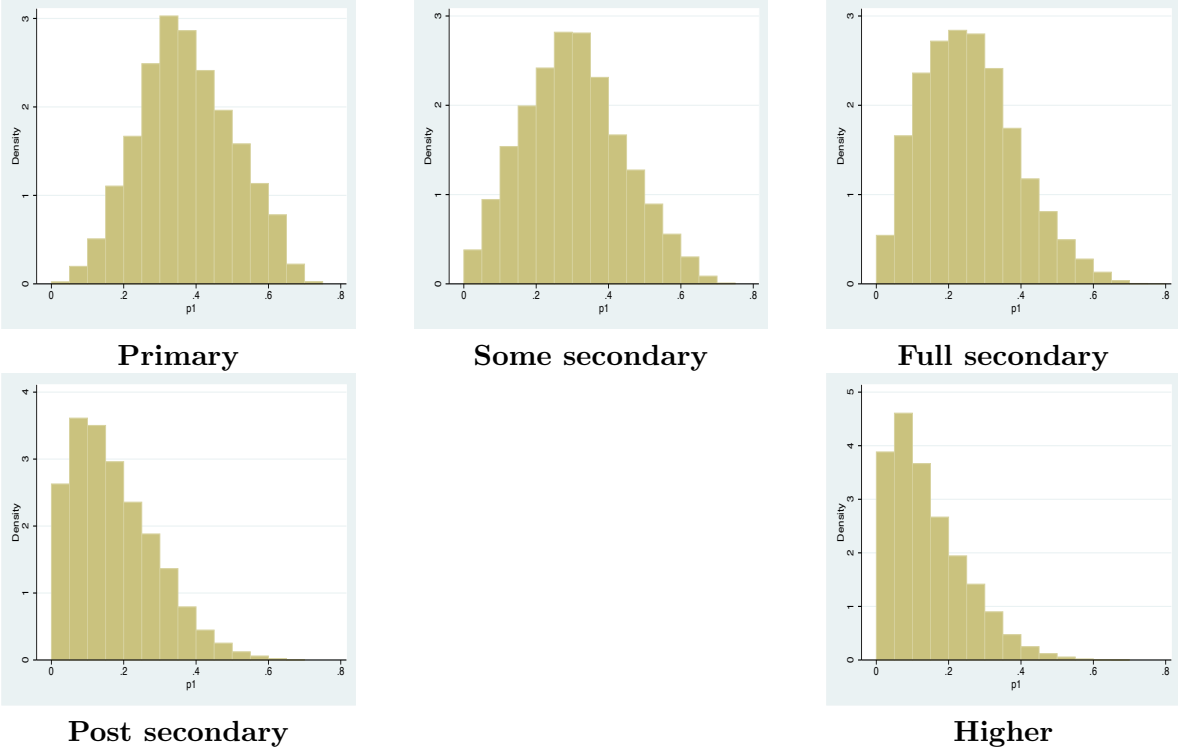 3 3 3
2 2 2
Density Density Density
1 1 1
0 0 0
0 .2 .4 .6 .8 0 .2 .4 .6 .8 0 .2 .4 .6 .8
p1 p1 p1
Primary Some secondary Full secondary
4 5
3 4
Density Density
2 3
1 2
0 1
0
0 .2 .4 .6 .8 0 .2 .4 .6 .8
p1 p1
Post secondary Higher